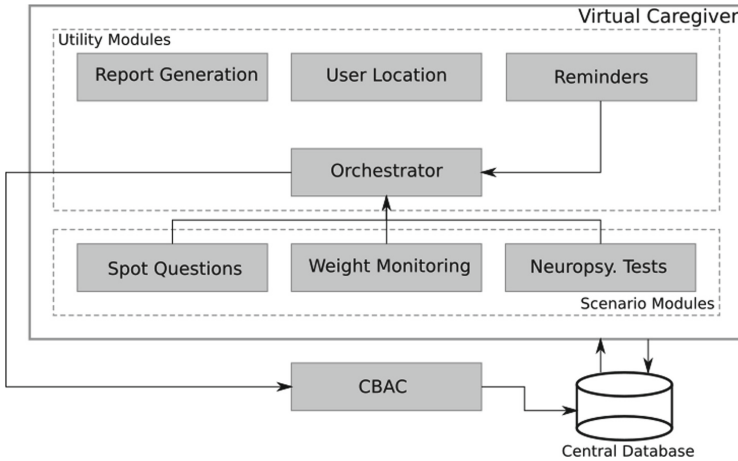 Virtual Caregiver
Utility Modules
Report Generation
User Location
Reminders
Orchestrator
Spot Questions
Weight Monitoring
Neuropsy. Tests
Scenario Modules
CBAC
Central Database